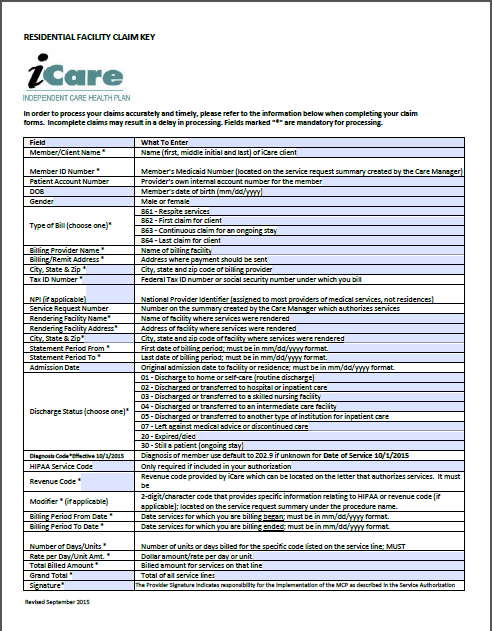 RESIDENTIAL FACILITY CLAIM KEY
iCare
INDEPENDENT CARE HEALTH PLAN
In order to process your claims accurately and timely, please refer to the information below when completing your claim
forms. Incomplete claims may result in a delay in processing. Fields marked "*" are mandatory for processing.
Field What To Enter
Member/Client Name * Name (first, middle initial and last) of iCare client
Member ID Number * Member's Medicaid Number (located on the service request summary created by the Care Manager)
Patient Account Number Provider's own internal account number for the member
DOB Member's date of birth (mm/dd/yyyy)
Gender Male or female
Type of Bill (choose one)*
861 - Respite services
862 - First claim for client
863 - Continuous claim for an ongoing stay
864 - Last claim for client
Billing Provider Name * Name of billing facility
Billing/Remit Address * Address where payment should be sent
City, State & Zip * City, state and zip code of billing provider
Tax ID Number * Federal Tax ID number or social security number under which you bill
NPI (if applicable) National Provider Identifier (assigned to most providers of medical services, not residences)
Service Request Number Number on the summary created by the Care Manager which authorizes services
Rendering Facility Name* Name of facility where services were rendered
Rendering Facility Address* Address of facility where services were rendered
City, State & Zip* City, state and zip code of facility where services were rendered
Statement Period From * First date of billing period; must be in mm/dd/yyyy format.
Statement Period To * Last date of billing period; must be in mm/dd/yyyy format.
Admission Date Original admission date to facility or residence; must be in mm/dd/yyyy format.
Discharge Status (choose one)*
01 - Discharge to home or self-care (routine discharge)
02 - Discharged or transferred to hospital or inpatient care
03 - Discharged or transferred to a skilled nursing facility
04 - Discharged or transferred to an intermediate care facility
05 - Discharged or transferred to another type of institution for inpatient care
07 - Left against medical advice or discontinued care
20 - Expired/died
30 - Still a patient (ongoing stay)
Diagnosis Code*Effective 10/1/2015 Diagnosis of member use default to 202.9 if unknown for Date of Service 10/1/2015
HIPAA Service Code Only required if included in your authorization
Revenue Code * Revenue code provided by iCare which can be located on the letter that authorizes services. It must
be
Modifier * (if applicable) 2-digit/character code that provides specific information relating to HIPAA or revenue code (if
applicable); located on the service request summary under the procedure name.
Billing Period From Date * Date services for which you are billing began; must be in mm/dd/yyyy format.
Billing Period To Date * Date services for which you are billing ended; must be in mm/dd/yyyy format.
Number of Days/Units * Number of units or days billed for the specific code listed on the service line; MUST
Rate per Day/Unit Amt. * Dollar amount/rate per day or unit.
Total Billed Amount * Billed amount for services on that line
Grand Total * Total of all service lines
Signature* The Provider Signature indicates responsibility for the implementation of the MCP as described in the Service Authorization
Revised September 2015